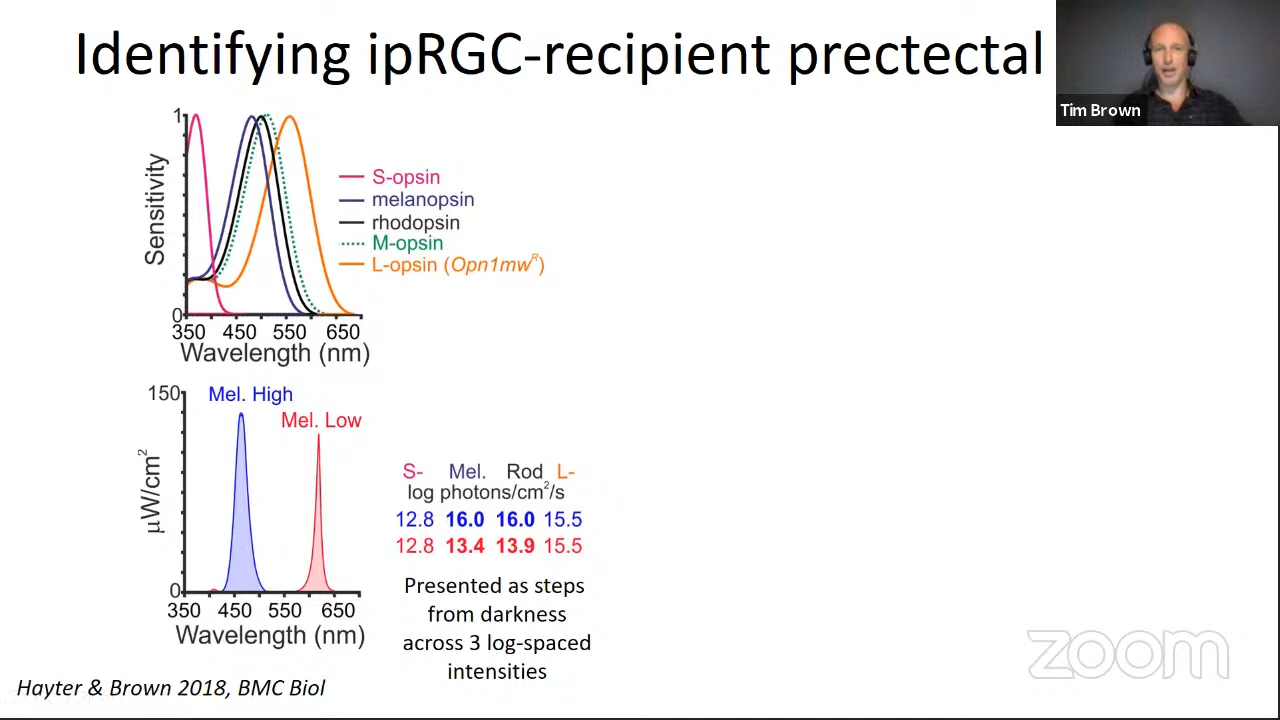 Identifying ipRGC-recipient prectectal
Tim Brown
1
Sensitivity
0
S-opsin
melanopsin
rhodopsin
M-opsin
L-opsin (Opn1mwᴿ)
350 450 550 650
Wavelength (nm)
150
Mel. High
Mel. Low
µW/cm²
0
350 450 550 650
Wavelength (nm)
S- Mel. Rod L-
log photons/cm²/s
12.8 16.0 16.0 15.5
12.8 13.4 13.9 15.5
Presented as steps
from darkness
across 3 log-spaced
intensities
Hayter & Brown 2018, BMC Biol
zoom